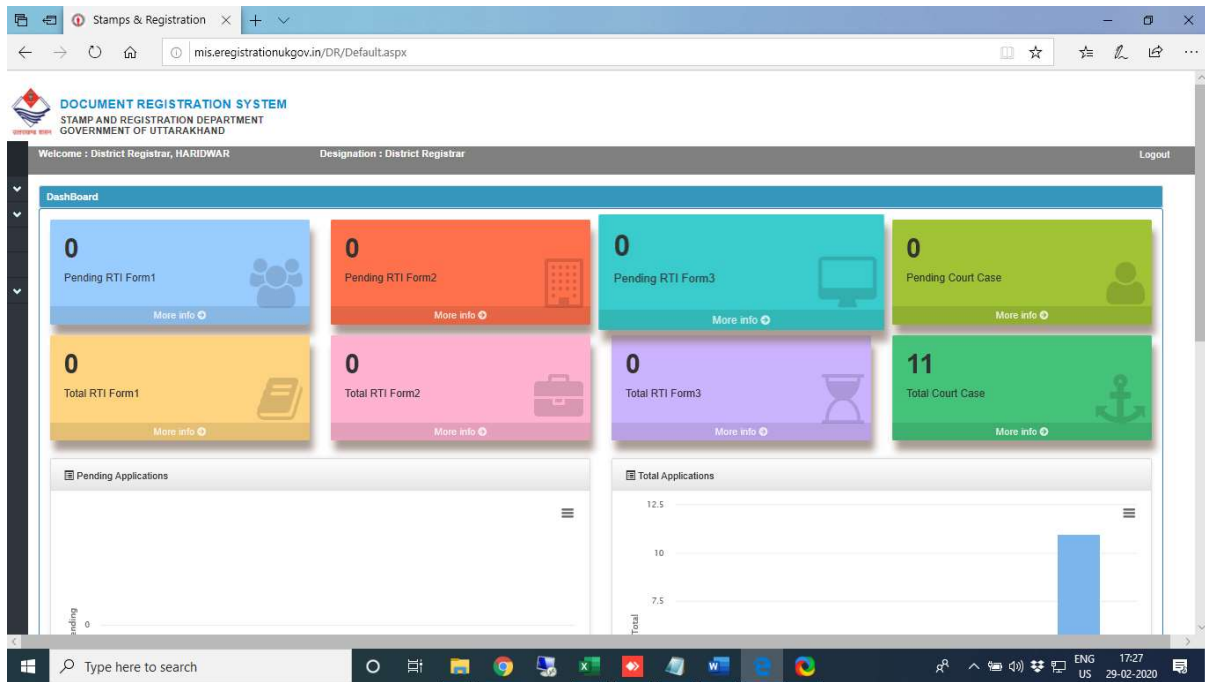 Stamps & Registration
mis.eregistrationukgov.in/DR/Default.aspx
DOCUMENT REGISTRATION SYSTEM
STAMP AND REGISTRATION DEPARTMENT
GOVERNMENT OF UTTARAKHAND
Welcome : District Registrar, HARIDWAR Designation : District Registrar Logout
DashBoard
0
Pending RTI Form1
More info
0
Pending RTI Form2
More info
0
Pending RTI Form3
More info
0
Pending Court Case
More info
0
Total RTI Form1
More info
0
Total RTI Form2
More info
0
Total RTI Form3
More info
11
Total Court Case
More info
Pending Applications
0
Total Applications
12.5
10
7.5
Total
Type here to search
ENG
US
17:27
29-02-2020